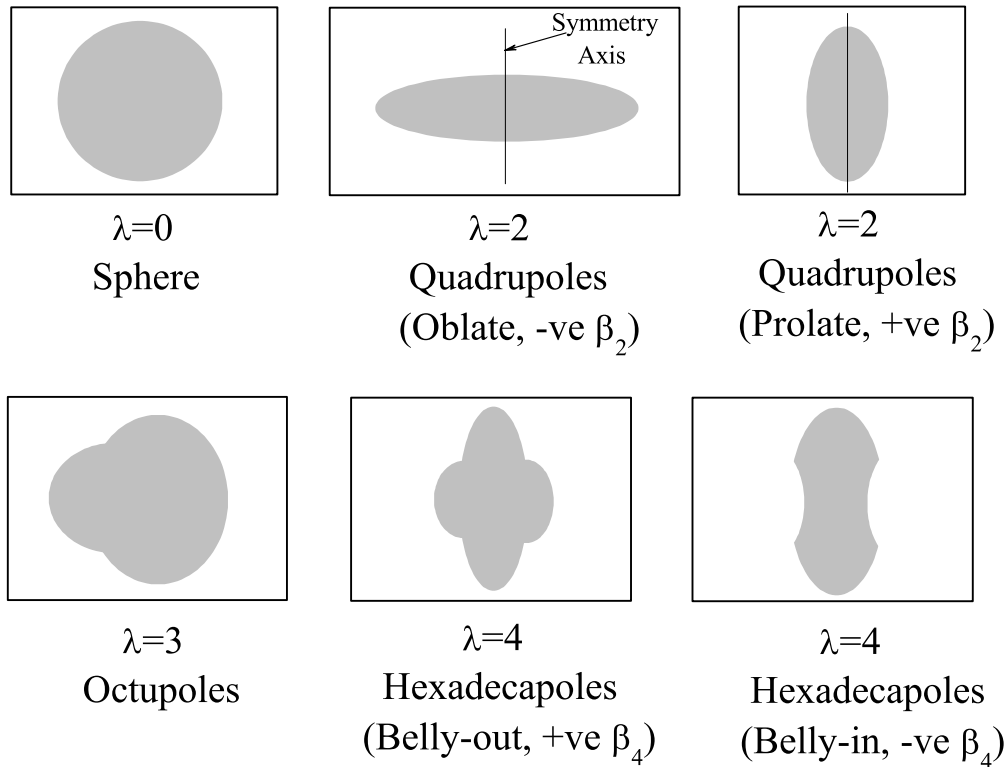 Symmetry
Axis
λ=0
Sphere
λ=2
Quadrupoles
(Oblate, -ve β₂)
λ=2
Quadrupoles
(Prolate, +ve β₂)
λ=3
Octupoles
λ=4
Hexadecapoles
(Belly-out, +ve β₄)
λ=4
Hexadecapoles
(Belly-in, -ve β₄)